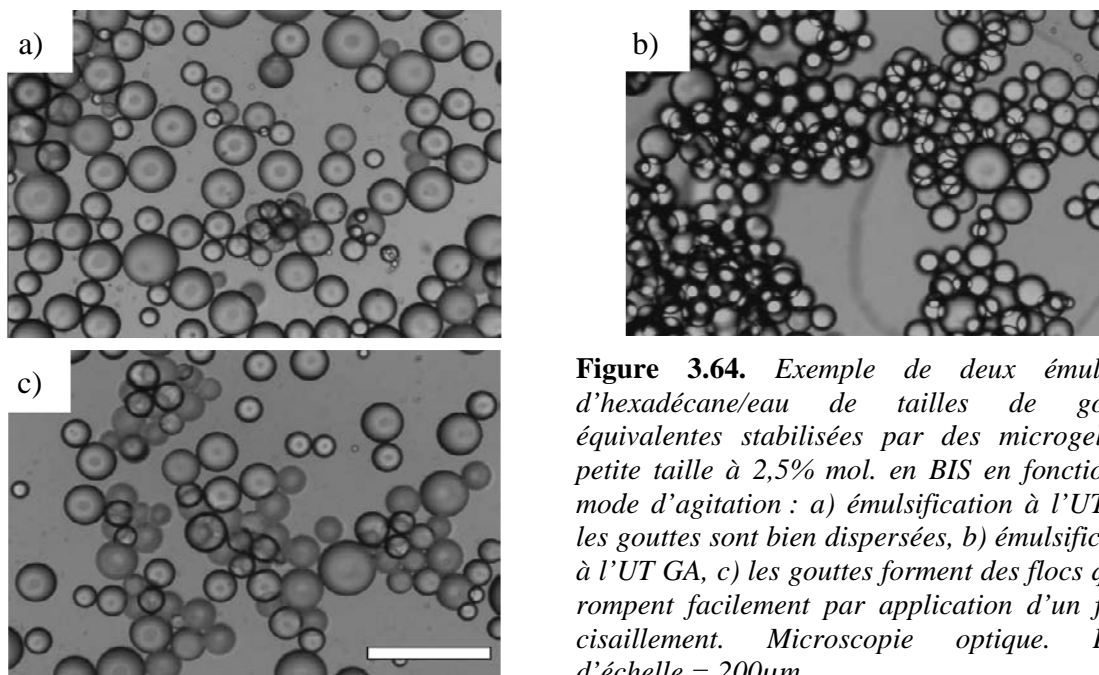 a)
b)
c)
Figure 3.64. Exemple de deux émul
d'hexadécane/eau de tailles de go
équivalentes stabilisées par des microgel
petite taille à 2,5% mol. en BIS en fonctio
mode d'agitation : a) émulsification à l'UT
les gouttes sont bien dispersées, b) émulsific
à l'UT GA, c) les gouttes forment des flocs q
rompent facilement par application d'un f
cisaillement. Microscopie optique.
d'échelle = 200µm